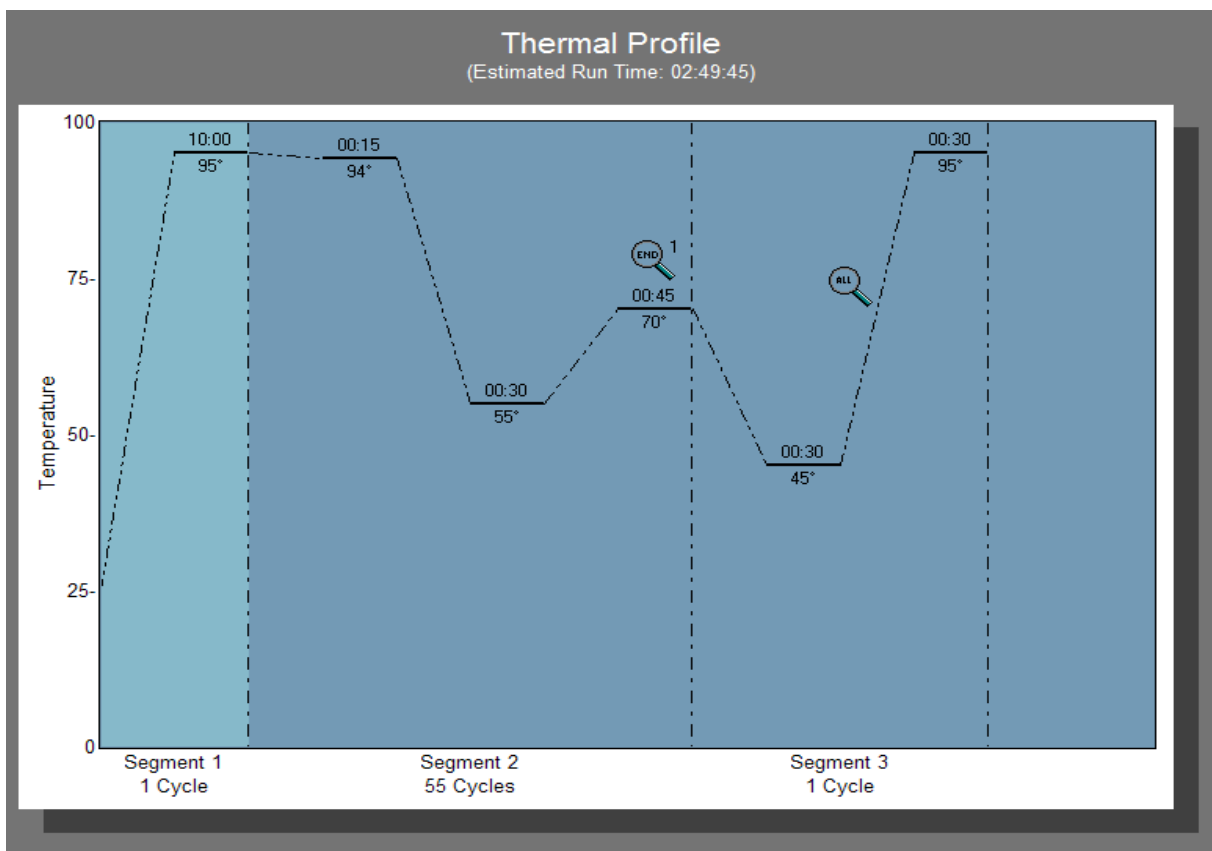 Thermal Profile
(Estimated Run Time: 02:49:45)
100
10:00
95°
00:15
94°
00:30
95°
END 1
75-
ALL
00:45
70°
00:30
55°
50-
00:30
45°
Temperature
25-
0
Segment 1
1 Cycle
Segment 2
55 Cycles
Segment 3
1 Cycle